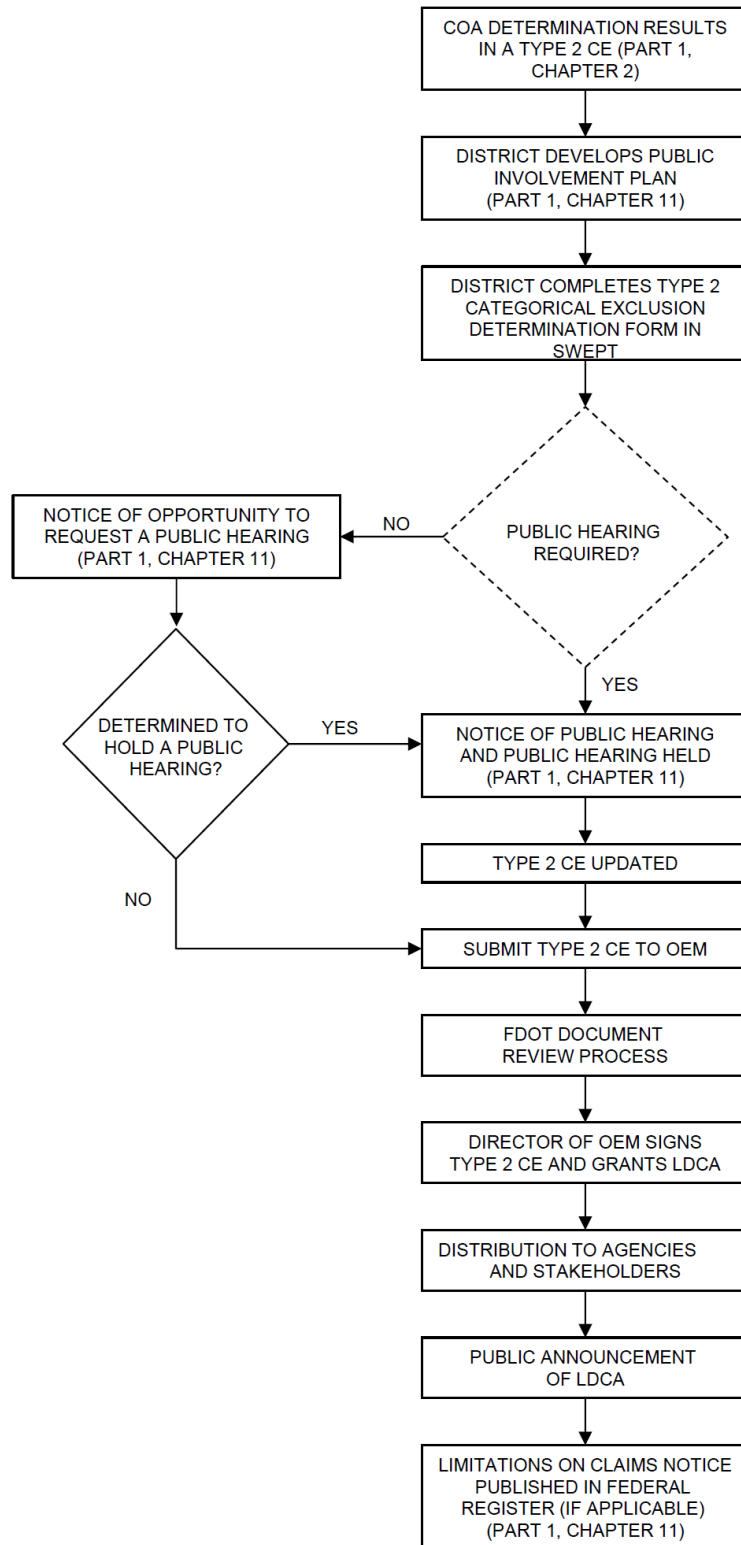 COA DETERMINATION RESULTS
IN A TYPE 2 CE (PART 1,
CHAPTER 2)
DISTRICT DEVELOPS PUBLIC
INVOLVEMENT PLAN
(PART 1, CHAPTER 11)
DISTRICT COMPLETES TYPE 2
CATEGORICAL EXCLUSION
DETERMINATION FORM IN
SWEPT
PUBLIC HEARING
REQUIRED?
NO
NOTICE OF OPPORTUNITY TO
REQUEST A PUBLIC HEARING
(PART 1, CHAPTER 11)
YES
DETERMINED TO
HOLD A PUBLIC
HEARING?
YES
NOTICE OF PUBLIC HEARING
AND PUBLIC HEARING HELD
(PART 1, CHAPTER 11)
TYPE 2 CE UPDATED
NO
SUBMIT TYPE 2 CE TO OEM
FDOT DOCUMENT
REVIEW PROCESS
DIRECTOR OF OEM SIGNS
TYPE 2 CE AND GRANTS LDCA
DISTRIBUTION TO AGENCIES
AND STAKEHOLDERS
PUBLIC ANNOUNCEMENT
OF LDCA
LIMITATIONS ON CLAIMS NOTICE
PUBLISHED IN FEDERAL
REGISTER (IF APPLICABLE)
(PART 1, CHAPTER 11)